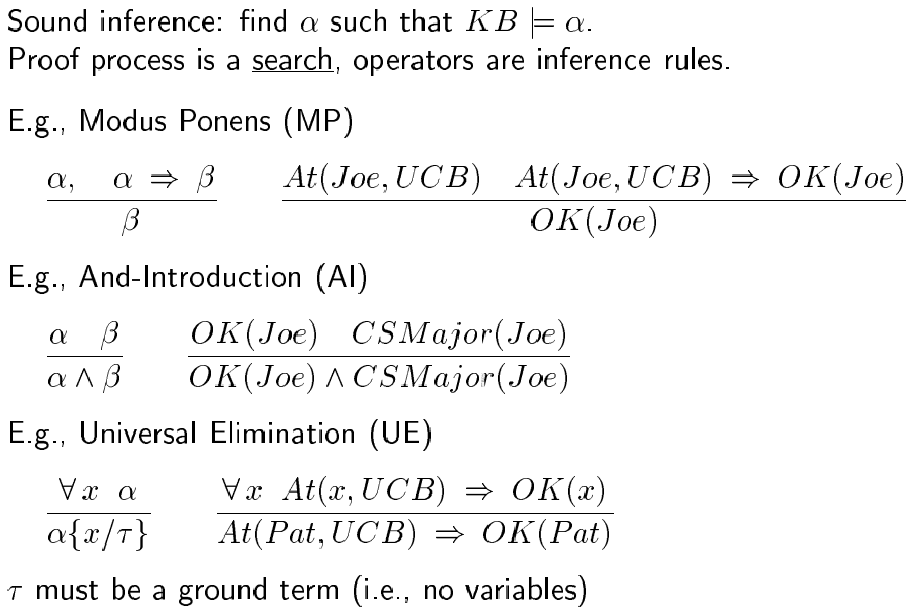 Sound inference: find α such that KB ⊨ α.
Proof process is a search, operators are inference rules.
E.g., Modus Ponens (MP)
α, α ⇒ β At(Joe, UCB) At(Joe, UCB) ⇒ OK(Joe)
β OK(Joe)
E.g., And-Introduction (AI)
α β OK(Joe) CSMajor(Joe)
α ∧ β OK(Joe) ∧ CSMajor(Joe)
E.g., Universal Elimination (UE)
∀ x α ∀ x At(x, UCB) ⇒ OK(x)
α{x/τ} At(Pat, UCB) ⇒ OK(Pat)
τ must be a ground term (i.e., no variables)